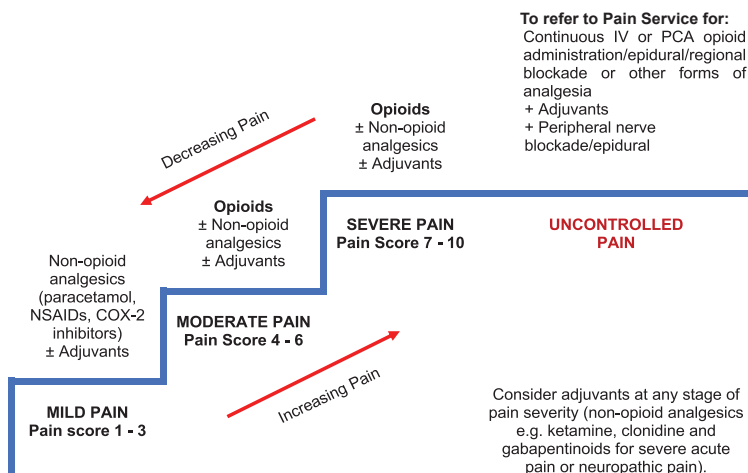 To refer to Pain Service for:
Continuous IV or PCA opioid
administration/epidural/regional
blockade or other forms of
analgesia
+ Adjuvants
+ Peripheral nerve
blockade/epidural
Opioids
± Non-opioid
analgesics
± Adjuvants
Decreasing Pain
Opioids
± Non-opioid
analgesics
± Adjuvants
SEVERE PAIN
Pain Score 7 - 10
UNCONTROLLED
PAIN
Non-opioid
analgesics
(paracetamol,
NSAIDs, COX-2
inhibitors)
± Adjuvants
MODERATE PAIN
Pain Score 4 - 6
Increasing Pain
MILD PAIN
Pain score 1 - 3
Consider adjuvants at any stage of
pain severity (non-opioid analgesics
e.g. ketamine, clonidine and
gabapentinoids for severe acute
pain or neuropathic pain).